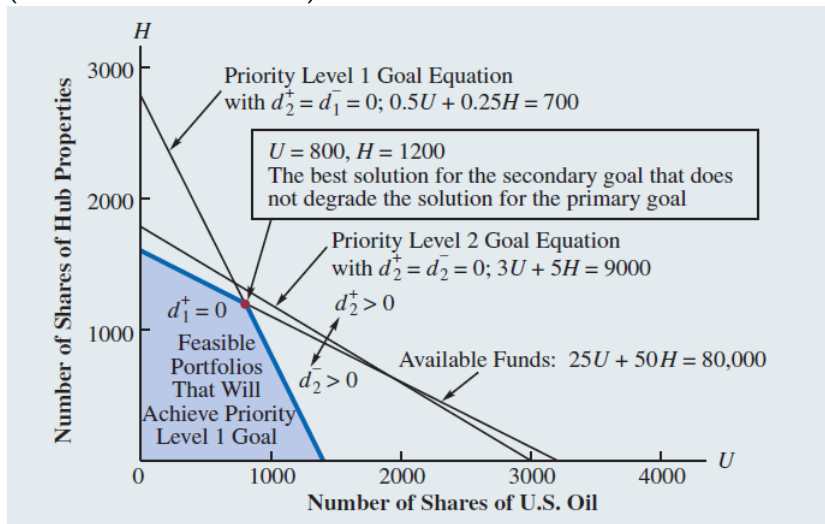 H
3000
Priority Level 1 Goal Equation
with d₂⁺ = d₁⁻ = 0; 0.5U + 0.25H = 700
U = 800, H = 1200
The best solution for the secondary goal that does
not degrade the solution for the primary goal
2000
Priority Level 2 Goal Equation
with d₂⁺ = d₂⁻ = 0; 3U + 5H = 9000
d₁⁺ = 0
d₂⁺ > 0
1000
Feasible
Portfolios
That Will
Achieve Priority
Level 1 Goal
d₂⁻ > 0
Available Funds: 25U + 50H = 80,000
Number of Shares of Hub Properties
0
1000
2000
3000
4000
U
Number of Shares of U.S. Oil